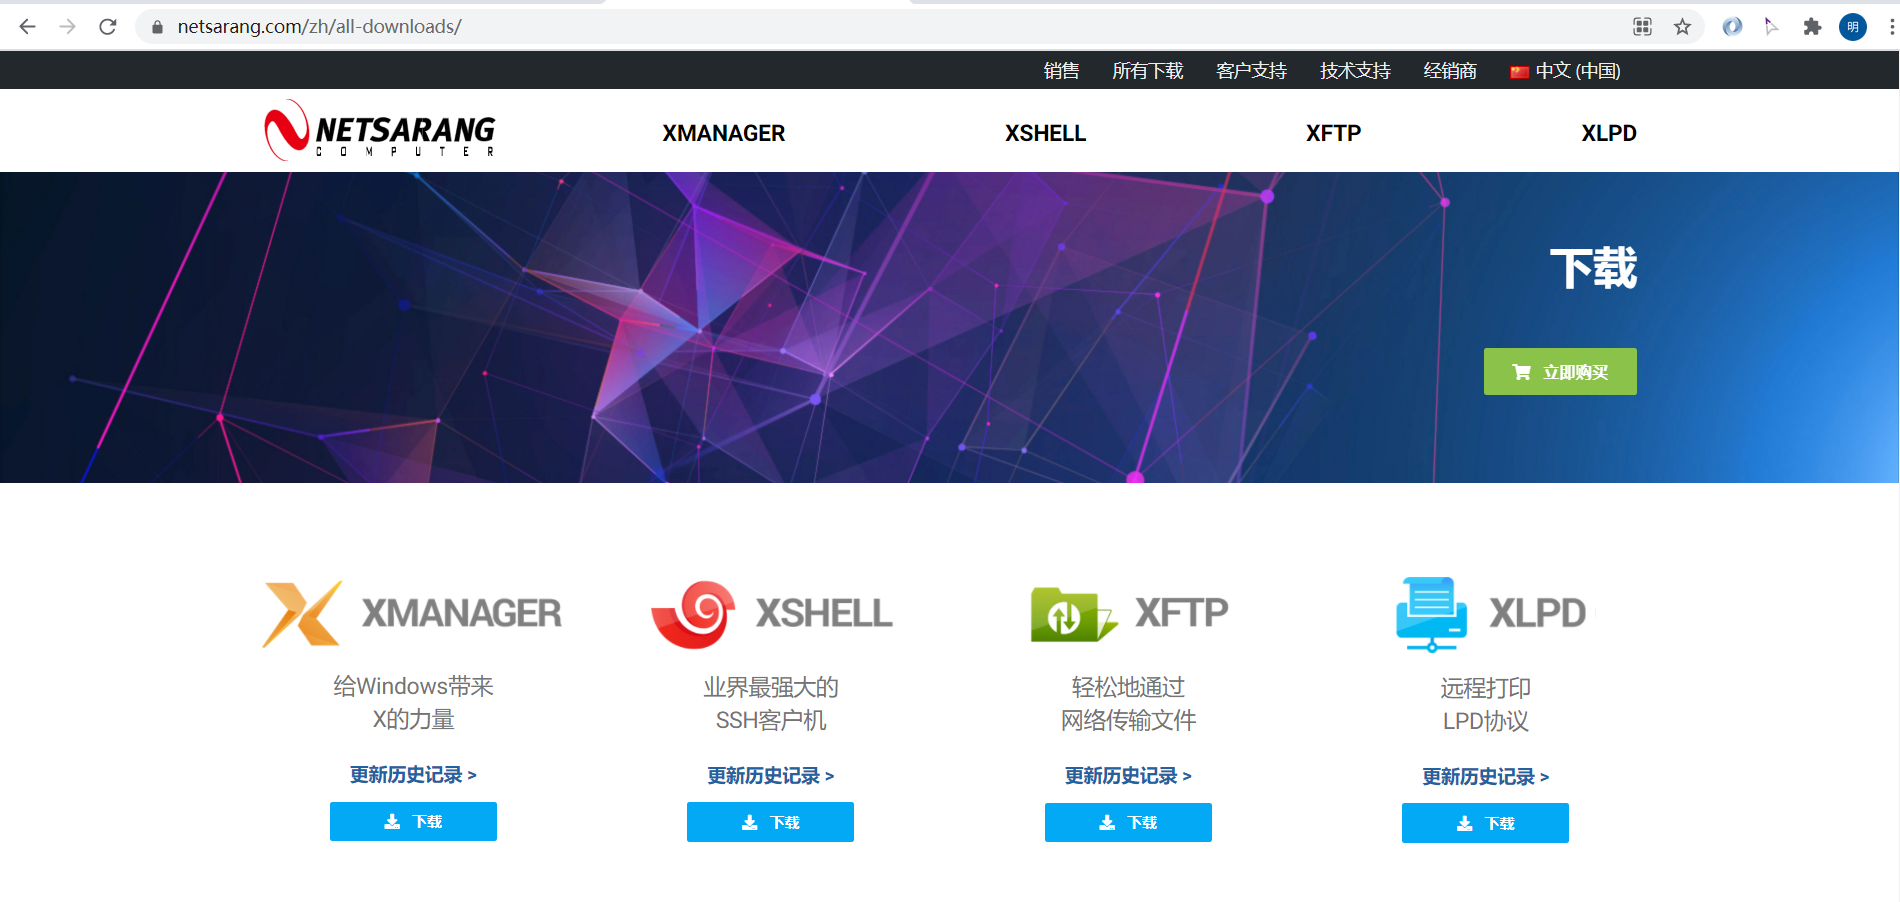 netsarang.com/zh/all-downloads/
明
销售
所有下载
客户支持
技术支持
经销商
中文 (中国)
NETSARANG
COMPUTER
XMANAGER
XSHELL
XFTP
XLPD
下载
立即购买
XMANAGER
给Windows带来
X的力量
更新历史记录 >
下载
XSHELL
业界最强大的
SSH客户机
更新历史记录 >
下载
XFTP
轻松地通过
网络传输文件
更新历史记录 >
下载
XLPD
远程打印
LPD协议
更新历史记录 >
下载